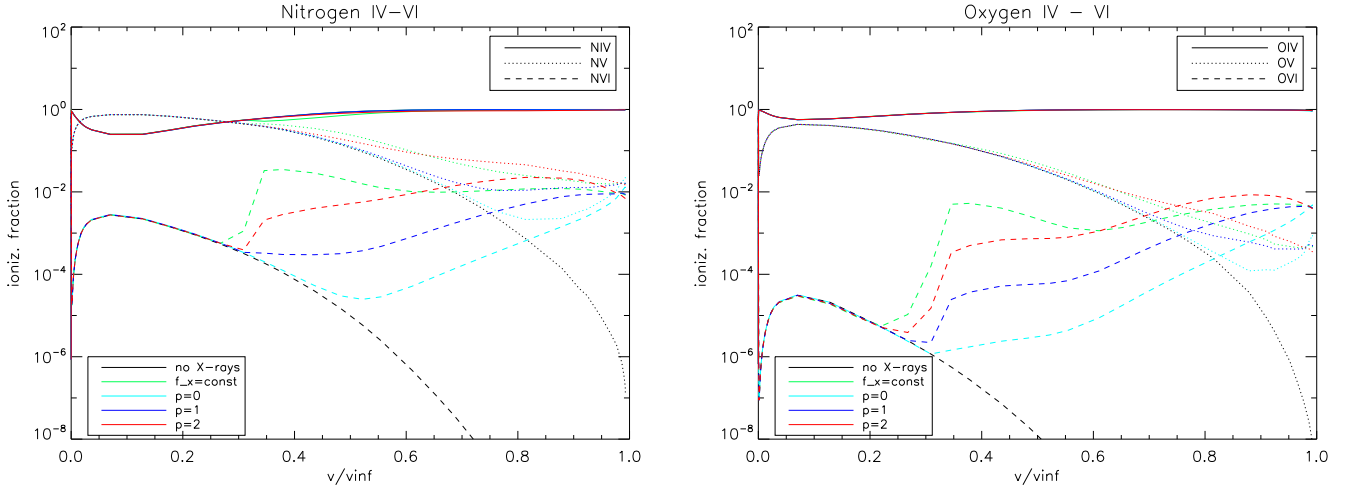 Nitrogen IV–VI
10^2
10^0
10^-2
10^-4
10^-6
10^-8
ioniz. fraction
NIV
NV
NVI
no X–rays
f_x=const
p=0
p=1
p=2
0.0 0.2 0.4 0.6 0.8 1.0
v/vinf
Oxygen IV – VI
10^2
10^0
10^-2
10^-4
10^-6
10^-8
ioniz. fraction
OIV
OV
OVI
no X–rays
f_x=const
p=0
p=1
p=2
0.0 0.2 0.4 0.6 0.8 1.0
v/vinf